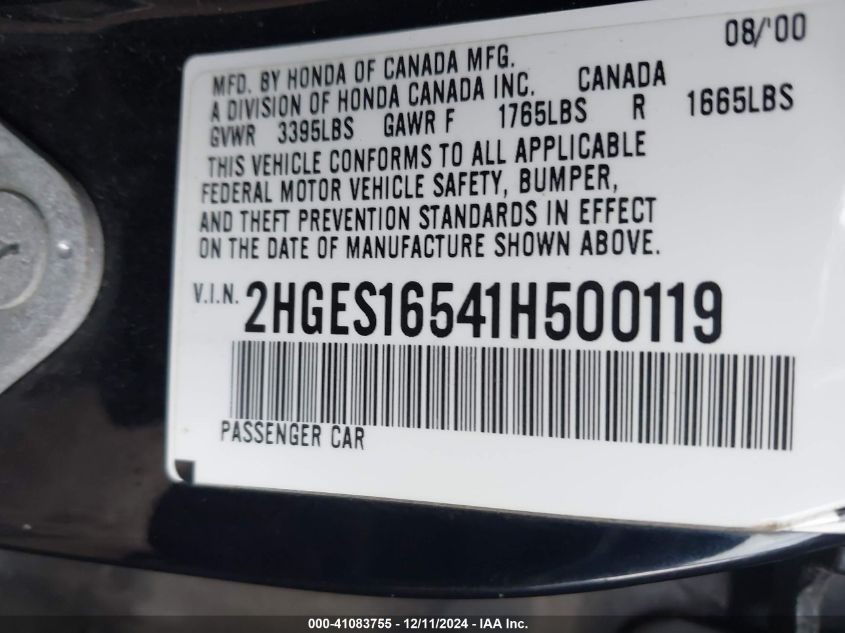 08/'00
MFD. BY HONDA OF CANADA MFG.
A DIVISION OF HONDA CANADA INC. CANADA
GVWR 3395LBS GAWR F 1765LBS R 1665LBS
THIS VEHICLE CONFORMS TO ALL APPLICABLE
FEDERAL MOTOR VEHICLE SAFETY, BUMPER,
AND THEFT PREVENTION STANDARDS IN EFFECT
ON THE DATE OF MANUFACTURE SHOWN ABOVE.
V.I.N. 2HGES16541H500119
PASSENGER CAR
000-41083755 - 12/11/2024 - IAA Inc.